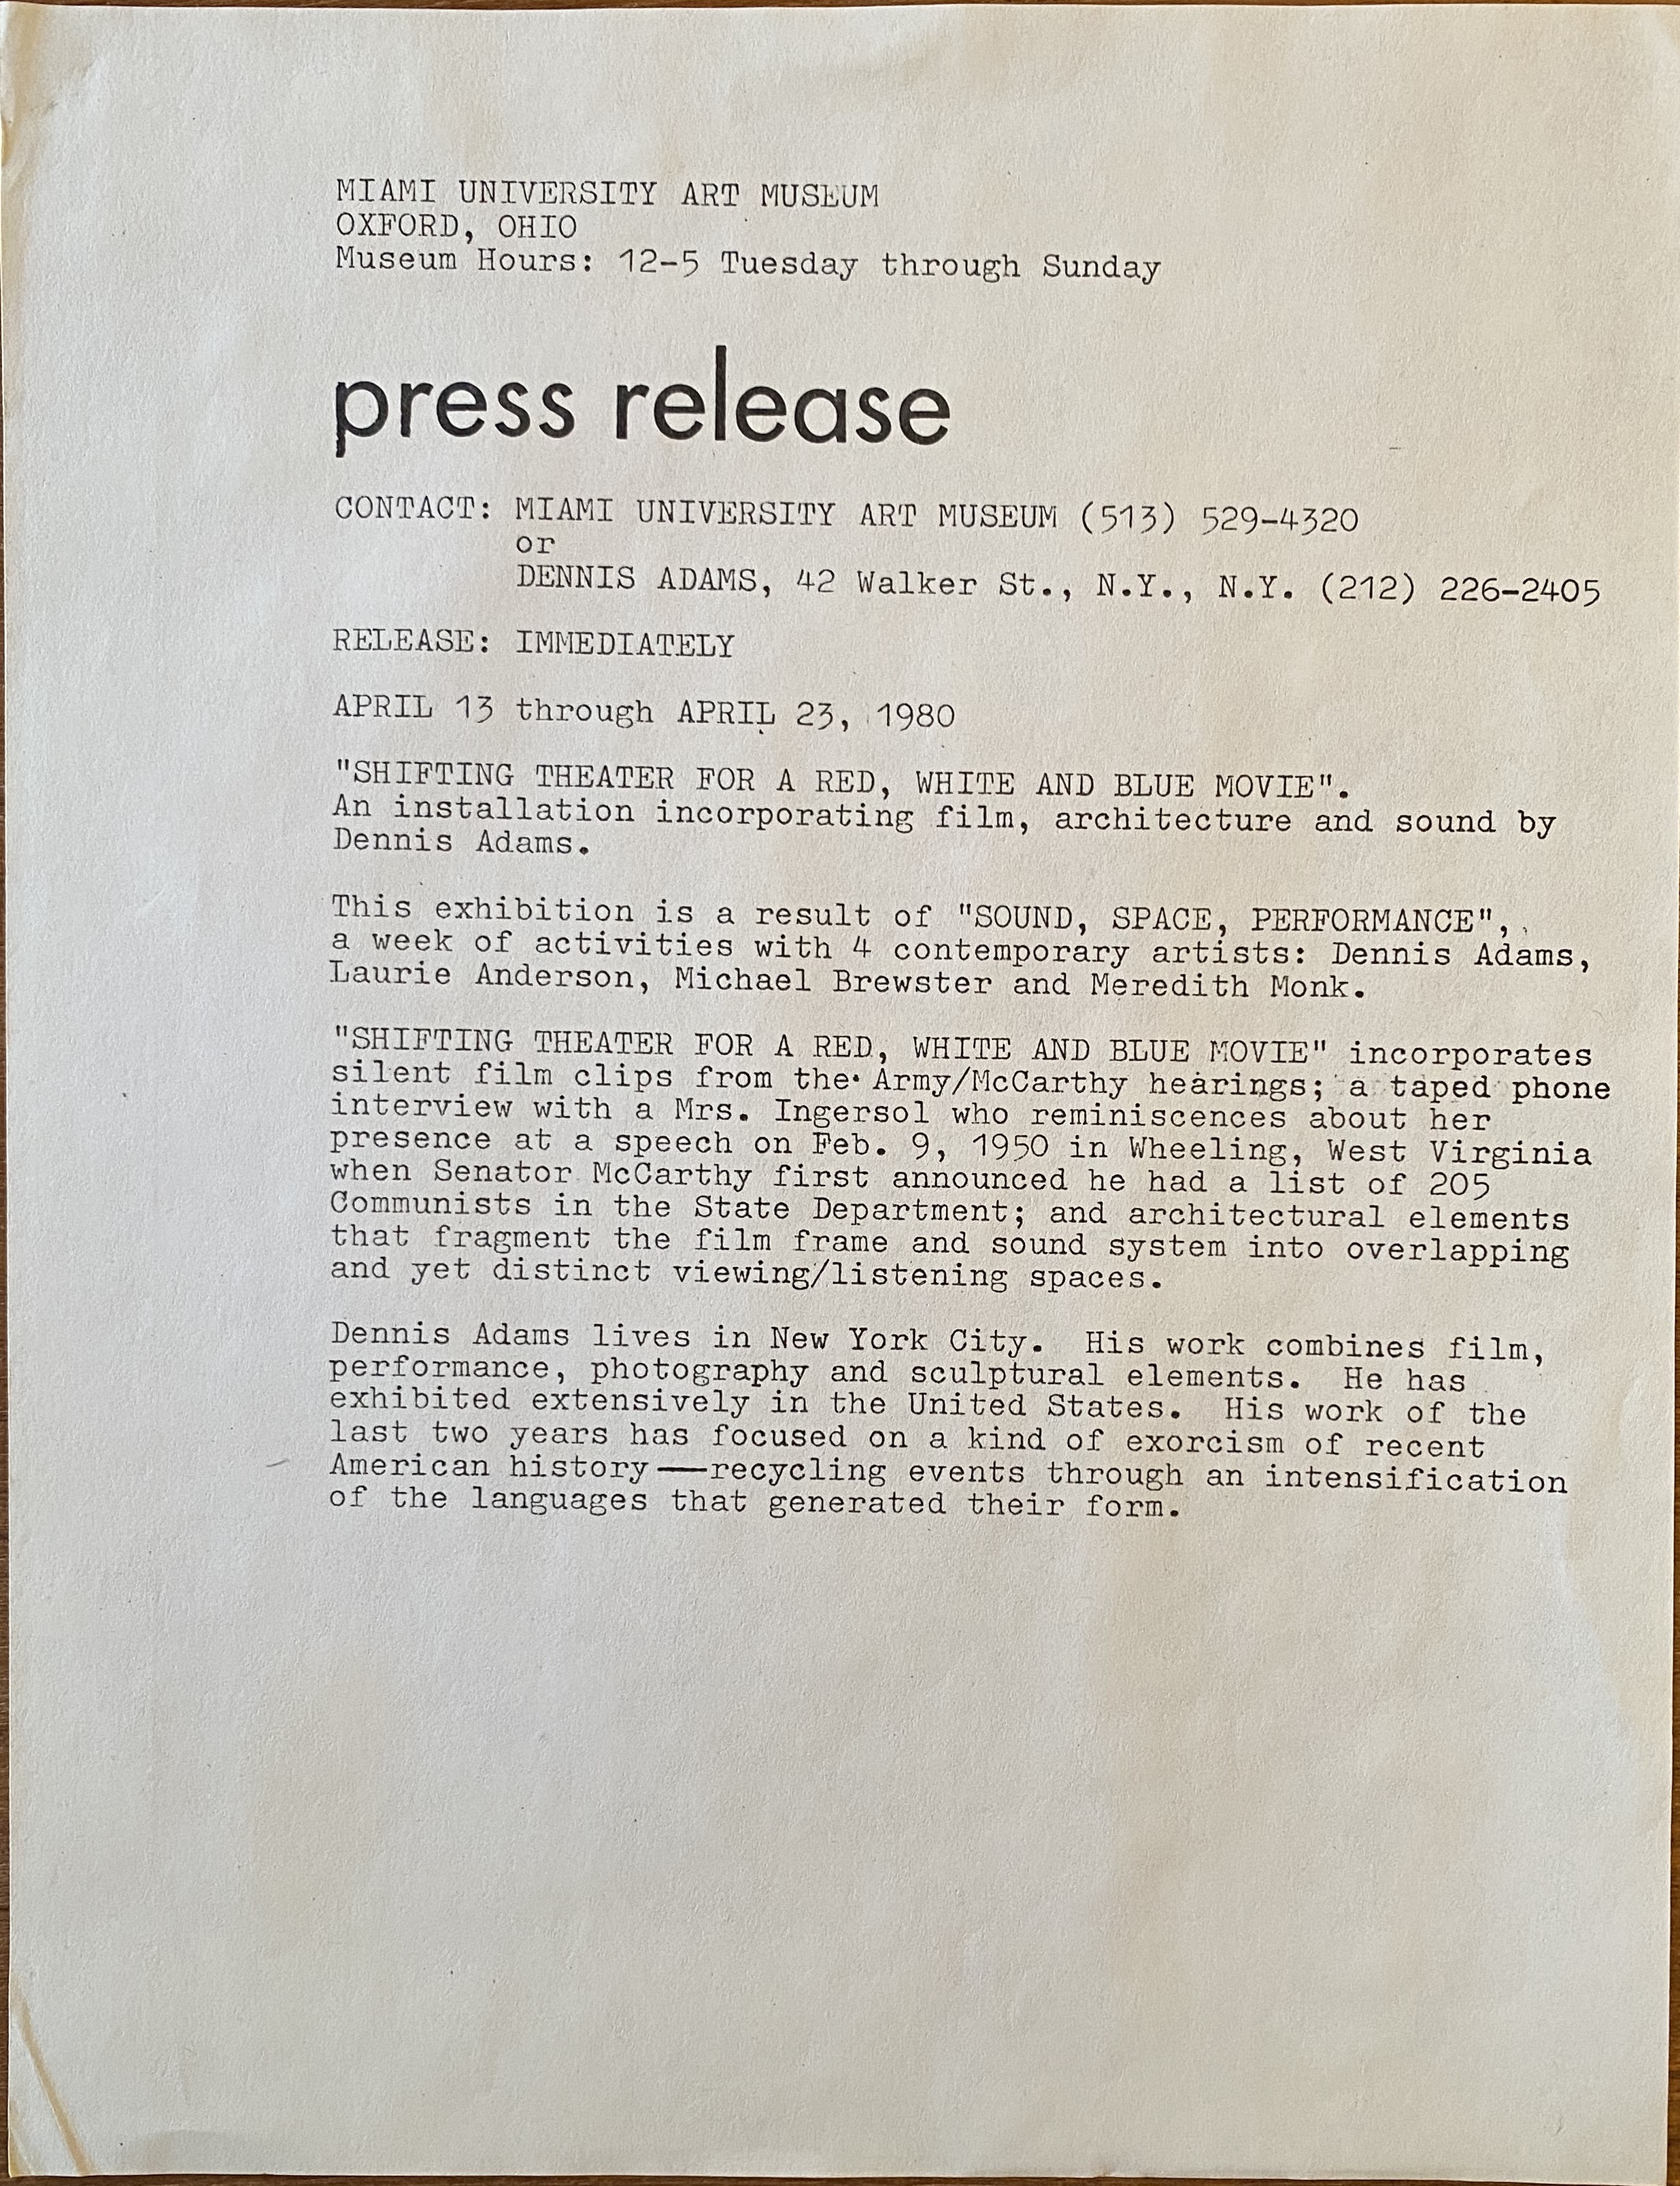 MIAMI UNIVERSITY ART MUSEUM
OXFORD, OHIO
Museum Hours: 12-5 Tuesday through Sunday
press release
CONTACT: MIAMI UNIVERSITY ART MUSEUM (513) 529-4320
or
DENNIS ADAMS, 42 Walker St., N.Y., N.Y. (212) 226-2405
RELEASE: IMMEDIATELY
APRIL 13 through APRIL 23, 1980
"SHIFTING THEATER FOR A RED, WHITE AND BLUE MOVIE".
An installation incorporating film, architecture and sound by
Dennis Adams.
This exhibition is a result of "SOUND, SPACE, PERFORMANCE",
a week of activities with 4 contemporary artists: Dennis Adams,
Laurie Anderson, Michael Brewster and Meredith Monk.
"SHIFTING THEATER FOR A RED, WHITE AND BLUE MOVIE" incorporates
silent film clips from the Army/McCarthy hearings; a taped phone
interview with a Mrs. Ingersol who reminiscences about her
presence at a speech on Feb. 9, 1950 in Wheeling, West Virginia
when Senator McCarthy first announced he had a list of 205
Communists in the State Department; and architectural elements
that fragment the film frame and sound system into overlapping
and yet distinct viewing/listening spaces.
Dennis Adams lives in New York City.  His work combines film,
performance, photography and sculptural elements.  He has
exhibited extensively in the United States.  His work of the
last two years has focused on a kind of exorcism of recent
American history——recycling events through an intensification
of the languages that generated their form.